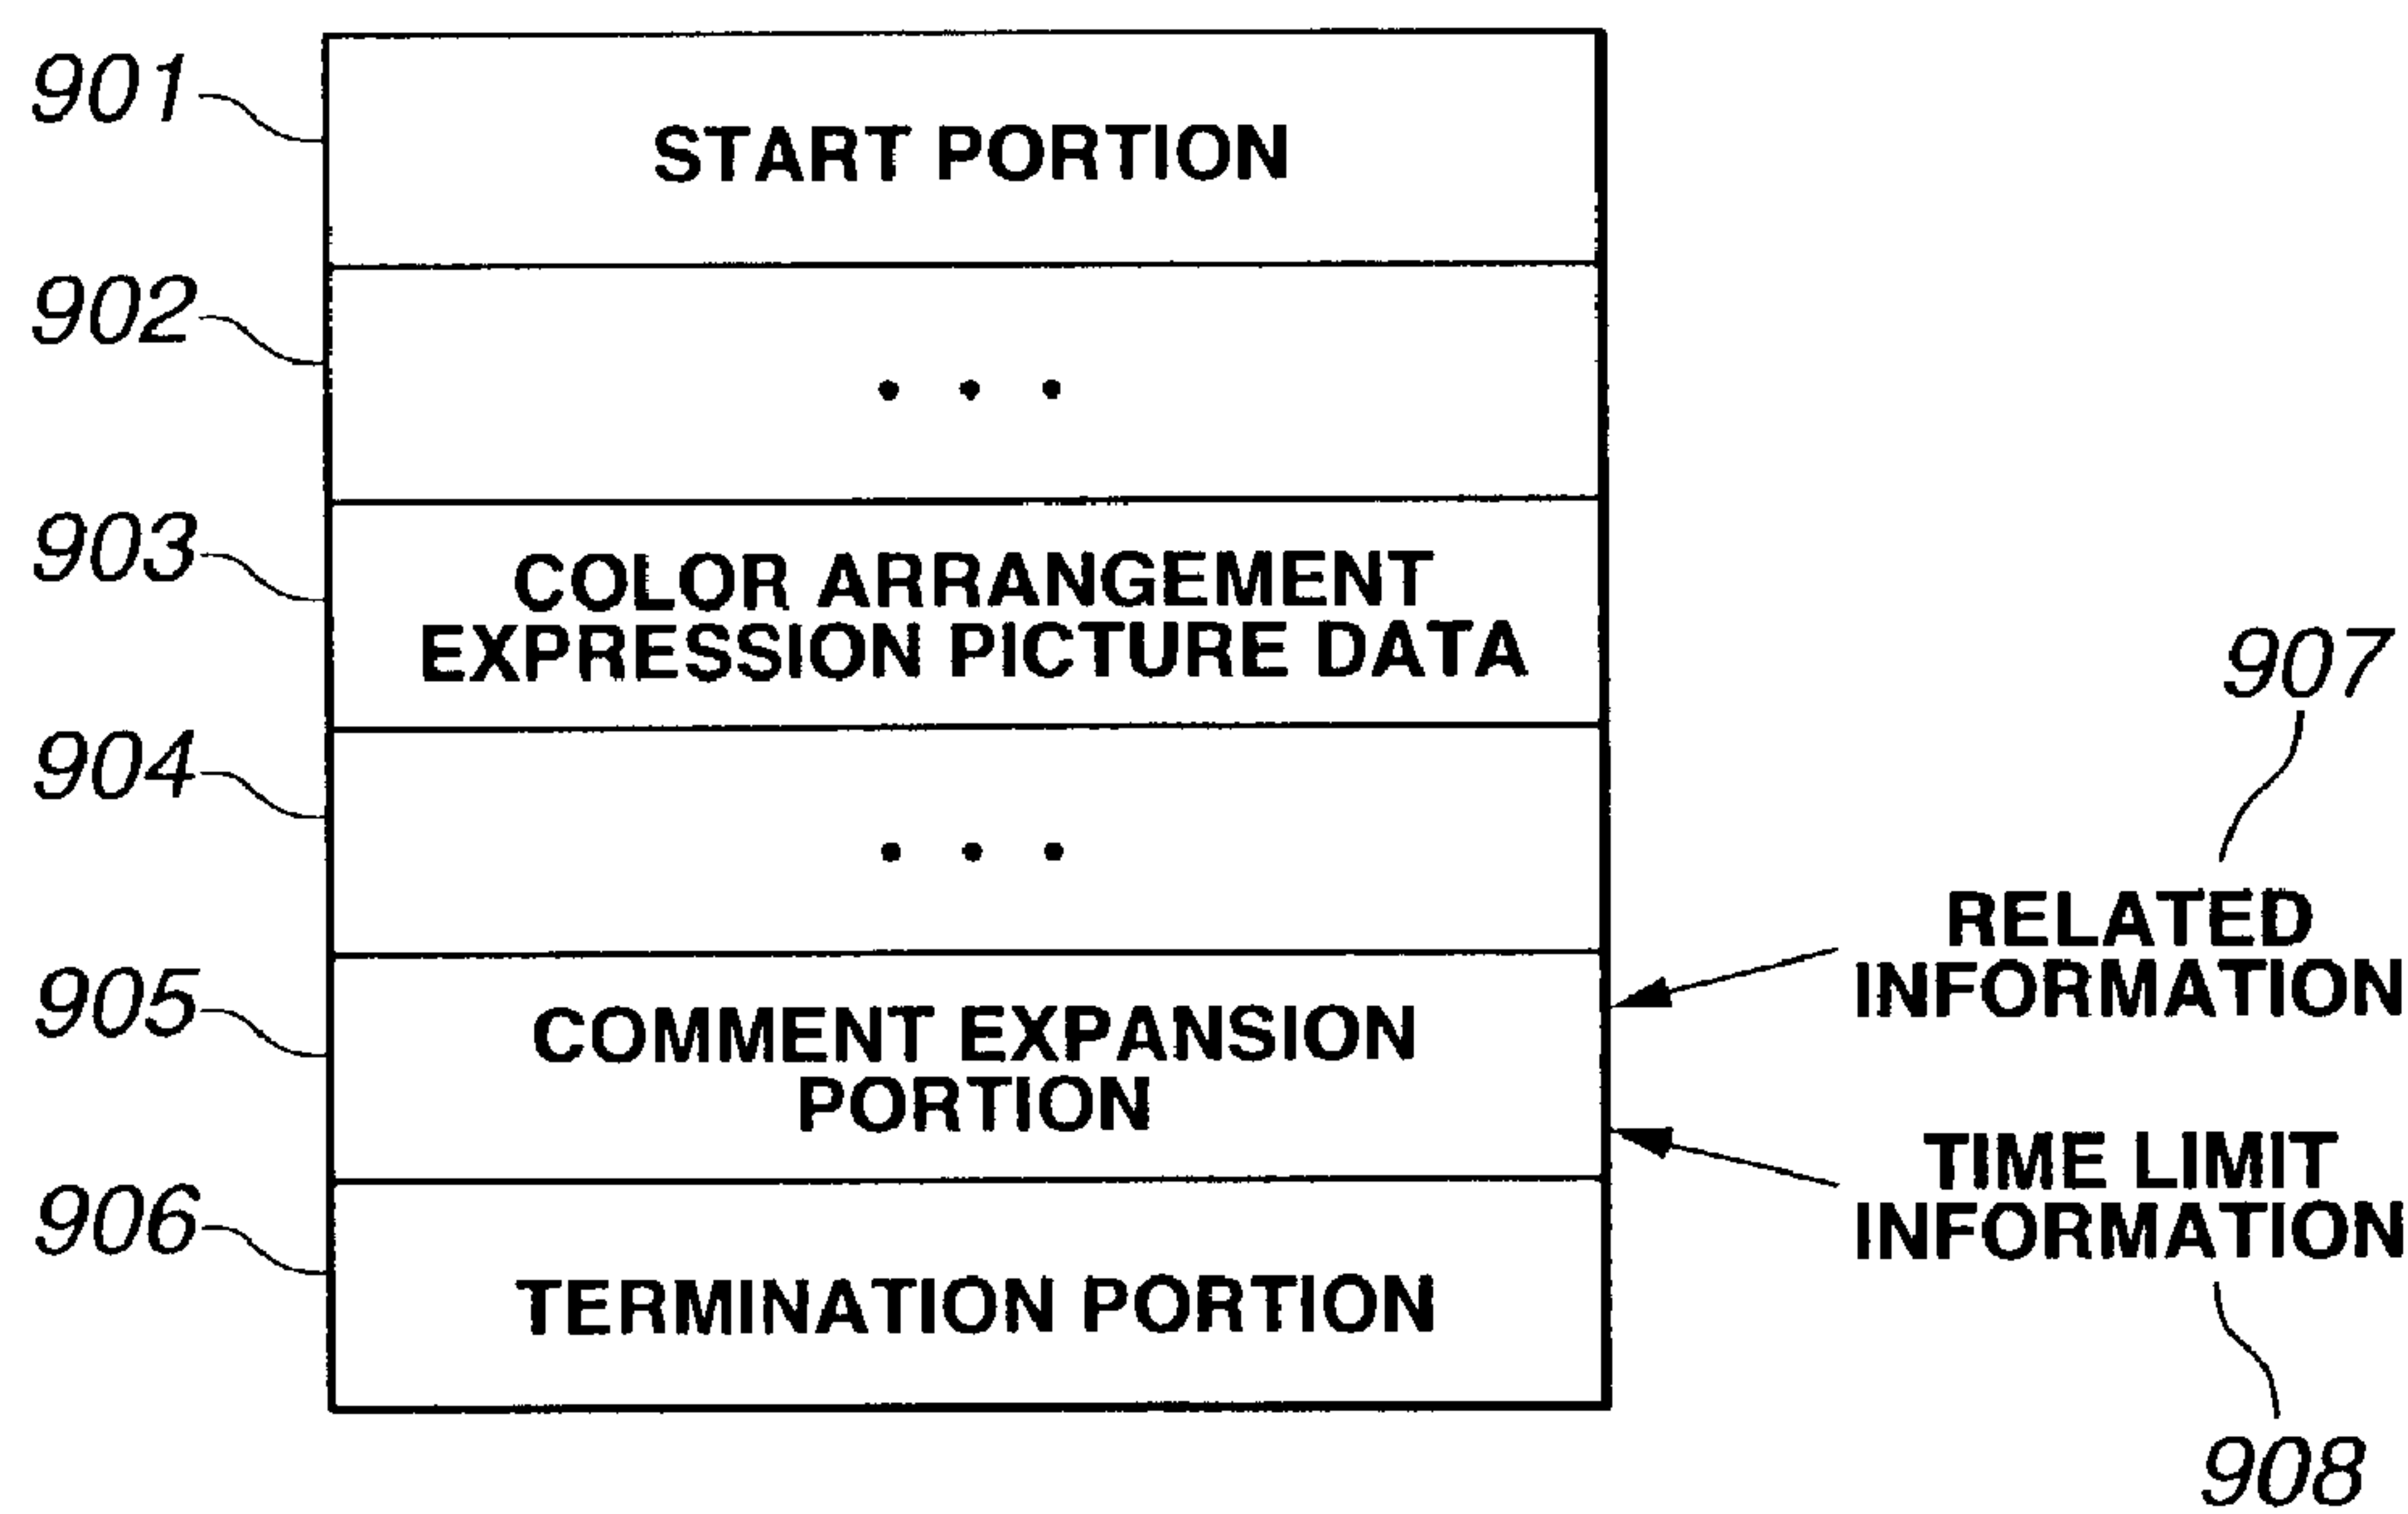 901
START PORTION
902
• • •
903
COLOR ARRANGEMENT
EXPRESSION PICTURE DATA
904
• • •
905
COMMENT EXPANSION
PORTION
906
TERMINATION PORTION
907
RELATED
INFORMATION
TIME LIMIT
INFORMATION
908